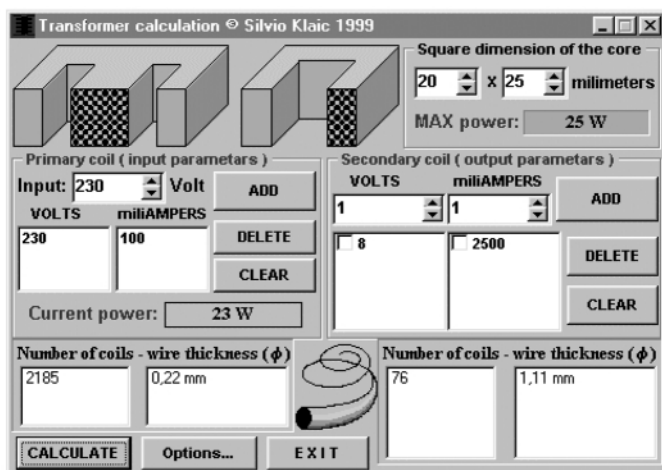 Transformer calculation © Silvio Klaic 1999
Square dimension of the core
20 x 25 milimeters
MAX power: 25 W
Primary coil ( input parametars )
Input: 230 Volt ADD
VOLTS miliAMPERS
230 100
DELETE
CLEAR
Current power: 23 W
Secondary coil ( output parametars )
VOLTS miliAMPERS
1 1 ADD
8 2500
DELETE
CLEAR
Number of coils - wire thickness (ϕ)
2185 0,22 mm
Number of coils - wire thickness (ϕ)
76 1,11 mm
CALCULATE Options... EXIT